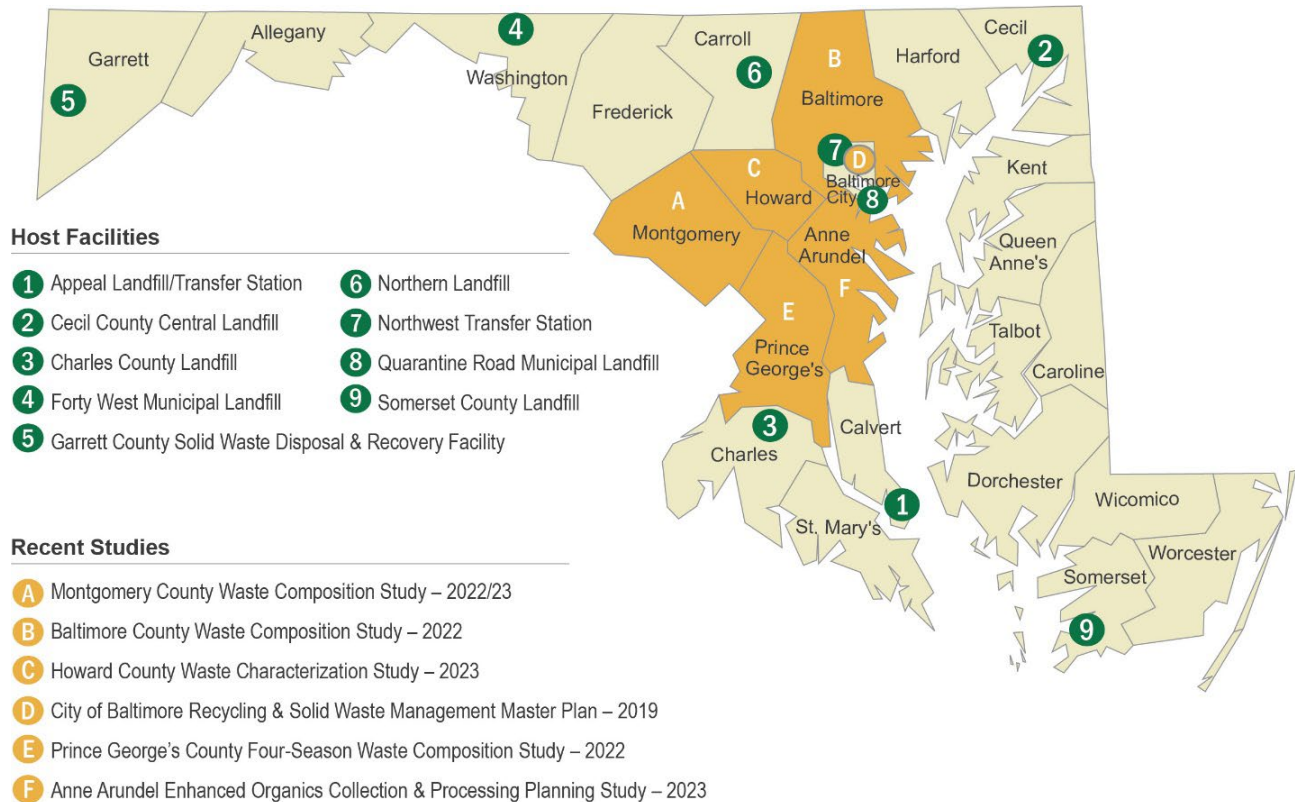 Garrett
5
Allegany
4
Washington
Frederick
Carroll
6
B
Baltimore
Harford
Cecil
2
7
D
Baltimore
City
8
Kent
C
Howard
A
Montgomery
Anne
Arundel
F
Queen
Anne's
E
Prince
George's
Talbot
Caroline
3
Charles
Calvert
1
St. Mary's
Dorchester
Wicomico
Worcester
Somerset
9
Host Facilities
1 Appeal Landfill/Transfer Station
2 Cecil County Central Landfill
3 Charles County Landfill
4 Forty West Municipal Landfill
5 Garrett County Solid Waste Disposal & Recovery Facility
6 Northern Landfill
7 Northwest Transfer Station
8 Quarantine Road Municipal Landfill
9 Somerset County Landfill
Recent Studies
A Montgomery County Waste Composition Study – 2022/23
B Baltimore County Waste Composition Study – 2022
C Howard County Waste Characterization Study – 2023
D City of Baltimore Recycling & Solid Waste Management Master Plan – 2019
E Prince George’s County Four-Season Waste Composition Study – 2022
F Anne Arundel Enhanced Organics Collection & Processing Planning Study – 2023